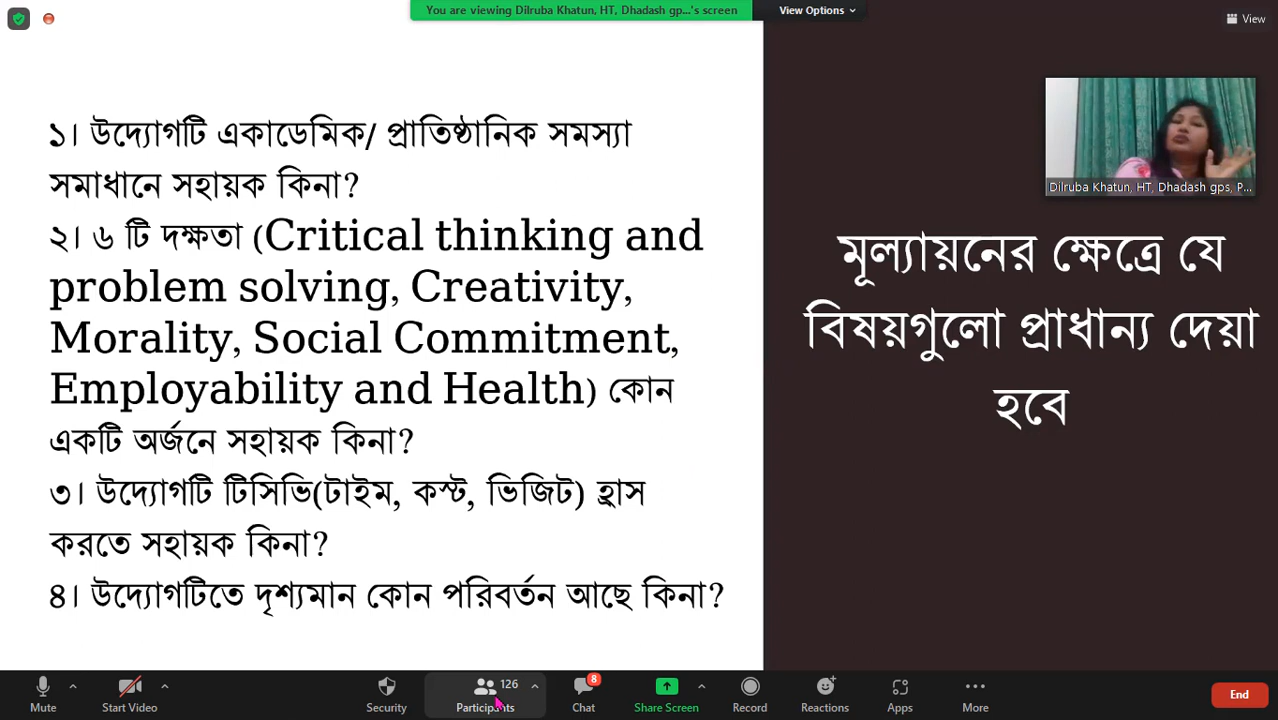 You are viewing Dilruba Khatun, HT, Dhadash gp...'s screen
View Options
View
১। উদ্যোগটি একাডেমিক/ প্রাতিষ্ঠানিক সমস্যা
সমাধানে সহায়ক কিনা?
২। ৬ টি দক্ষতা (Critical thinking and
problem solving, Creativity,
Morality, Social Commitment,
Employability and Health) কোন
একটি অর্জনে সহায়ক কিনা?
৩। উদ্যোগটি টিসিভি(টাইম, কস্ট, ভিজিট) হ্রাস
করতে সহায়ক কিনা?
৪। উদ্যোগটিতে দৃশ্যমান কোন পরিবর্তন আছে কিনা?
Dilruba Khatun, HT, Dhadash gps, P...
মূল্যায়নের ক্ষেত্রে যে
বিষয়গুলো প্রাধান্য দেয়া
হবে
Mute
Start Video
Security
126
Participants
8
Chat
Share Screen
Record
Reactions
Apps
More
End